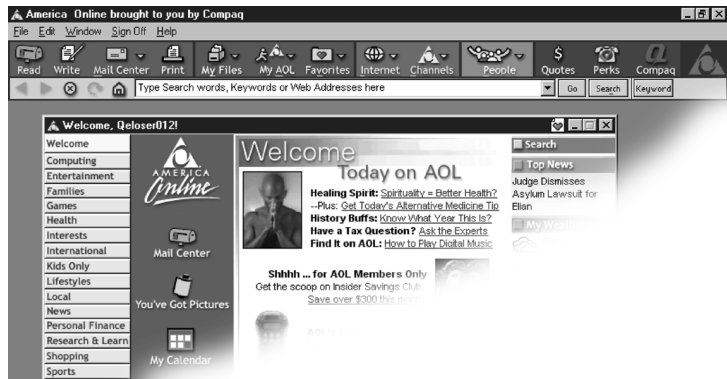 America Online brought to you by Compaq
File Edit Window Sign Off Help
Read Write Mail Center Print My Files My AOL Favorites Internet Channels People Quotes Perks Compaq
Type Search words, Keywords or Web Addresses here Go Search Keyword
Welcome, Qeloser012!
Welcome
Computing
Entertainment
Families
Games
Health
Interests
International
Kids Only
Lifestyles
Local
News
Personal Finance
Research & Learn
Shopping
Sports
AMERICA
Online
Mail Center
You've Got Pictures
My Calendar
Welcome
Today on AOL
Healing Spirit: Spirituality = Better Health?
--Plus: Get Today's Alternative Medicine Tip
History Buffs: Know What Year This Is?
Have a Tax Question? Ask the Experts
Find It on AOL: How to Play Digital Music
Shhhh ... for AOL Members Only
Get the scoop on Insider Savings Club
Save over $300 this
Search
Top News
Judge Dismisses
Asylum Lawsuit for
Elian
My